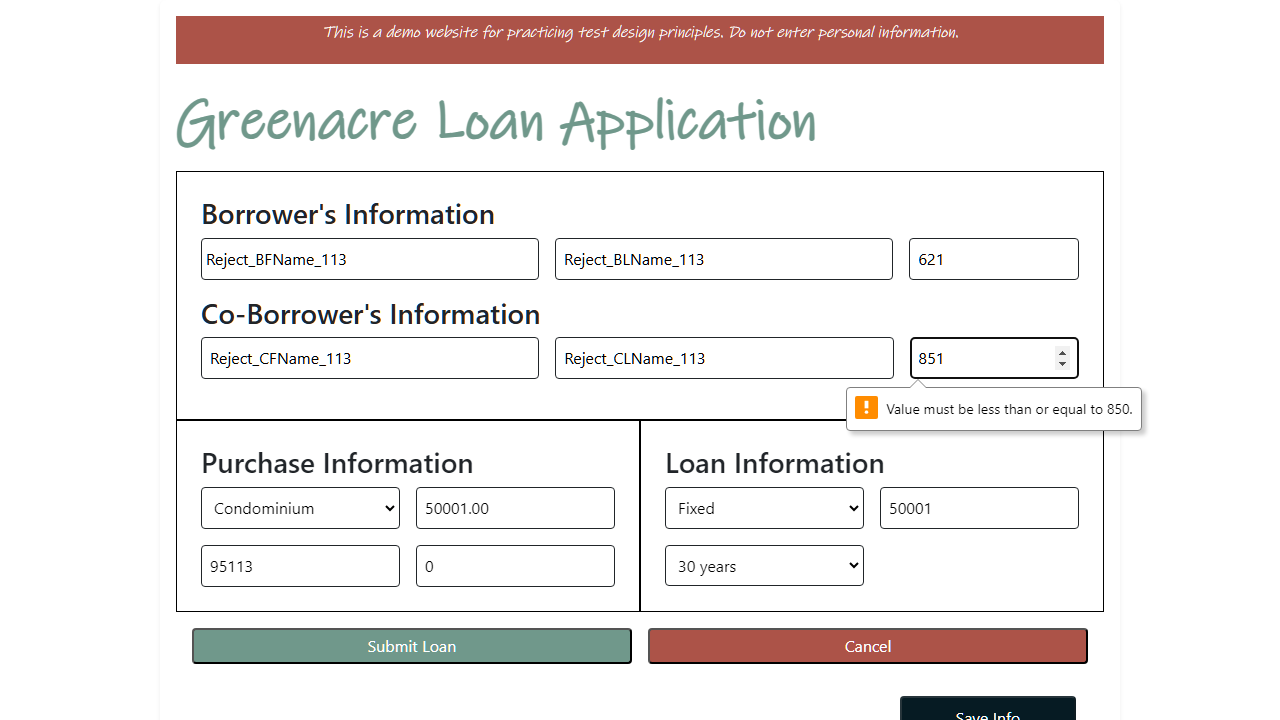 This is a demo website for practicing test design principles. Do not enter personal information.
Greenacre Loan Application
Borrower's Information
Reject_BFName_113 Reject_BLName_113 621
Co-Borrower's Information
Reject_CFName_113 Reject_CLName_113 851
Value must be less than or equal to 850.
Purchase Information Loan Information
Condominium 50001.00 Fixed 50001
95113 0 30 years
Submit Loan Cancel
Save Info